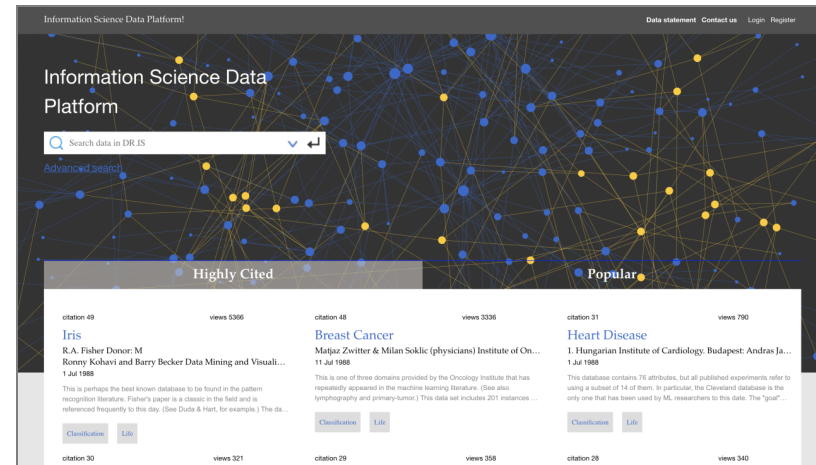 Information Science Data Platform!
Data statement Contact us Login Register
Information Science Data
Platform
Search data in DR.IS
Advanced search
Highly Cited Popular
citation 49 views 5366
Iris
R.A. Fisher Donor: M
Ronny Kohavi and Barry Becker Data Mining and Visuali…
1 Jul 1988
This is perhaps the best known database to be found in the pattern
recognition literature. Fisher's paper is a classic in the field and is
referenced frequently to this day. (See Duda & Hart, for example.) The da…
Classification Life
citation 48 views 3336
Breast Cancer
Matjaz Zwitter & Milan Soklic (physicians) Institute of On…
11 Jul 1988
This is one of three domains provided by the Oncology Institute that has
repeatedly appeared in the machine learning literature. (See also
lymphography and primary-tumor.) This data set includes 201 instances …
Classification Life
citation 31 views 790
Heart Disease
1. Hungarian Institute of Cardiology. Budapest: Andras Ja…
1 Jul 1988
This database contains 76 attributes, but all published experiments refer to
using a subset of 14 of them. In particular, the Cleveland database is the
only one that has been used by ML researchers to this date. The "goal"…
Classification Life
citation 30 views 321
citation 29 views 358
citation 28 views 340